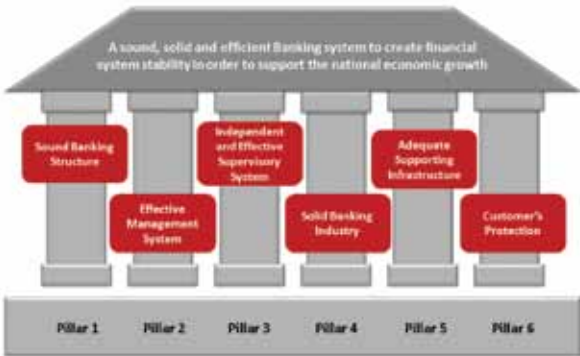 A sound, solid and efficient Banking system to create financial
system stability in order to support the national economic growth
Sound Banking
Structure
Effective
Management
System
Independent
and Effective
Supervisory
System
Solid Banking
Industry
Adequate
Supporting
Infrastructure
Customer's
Protection
Pillar 1
Pillar 2
Pillar 3
Pillar 4
Pillar 5
Pillar 6